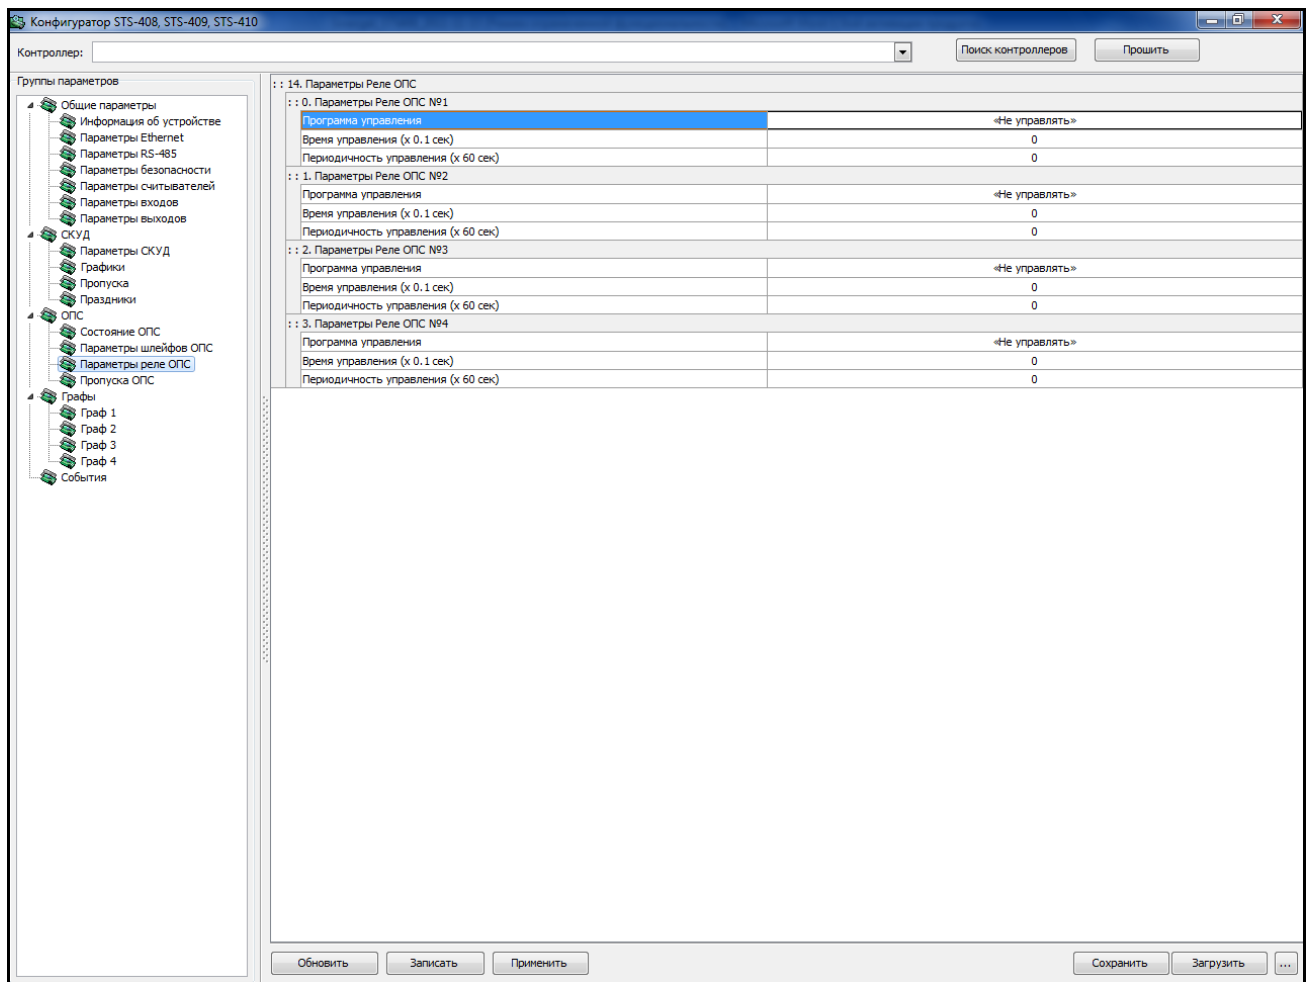 Конфигуратор STS-408, STS-409, STS-410
Контроллер:
Поиск контроллеров
Прошить
Группы параметров
Общие параметры
Информация об устройстве
Параметры Ethernet
Параметры RS-485
Параметры безопасности
Параметры считывателей
Параметры входов
Параметры выходов
СКУД
Параметры СКУД
Графики
Пропуска
Праздники
ОПС
Состояние ОПС
Параметры шлейфов ОПС
Параметры реле ОПС
Пропуска ОПС
Графы
Граф 1
Граф 2
Граф 3
Граф 4
События
:: 14. Параметры Реле ОПС
:: 0. Параметры Реле ОПС №1
Программа управления «Не управлять»
Время управления (х 0.1 сек) 0
Периодичность управления (х 60 сек) 0
:: 1. Параметры Реле ОПС №2
Программа управления «Не управлять»
Время управления (х 0.1 сек) 0
Периодичность управления (х 60 сек) 0
:: 2. Параметры Реле ОПС №3
Программа управления «Не управлять»
Время управления (х 0.1 сек) 0
Периодичность управления (х 60 сек) 0
:: 3. Параметры Реле ОПС №4
Программа управления «Не управлять»
Время управления (х 0.1 сек) 0
Периодичность управления (х 60 сек) 0
Обновить
Записать
Применить
Сохранить
Загрузить
...